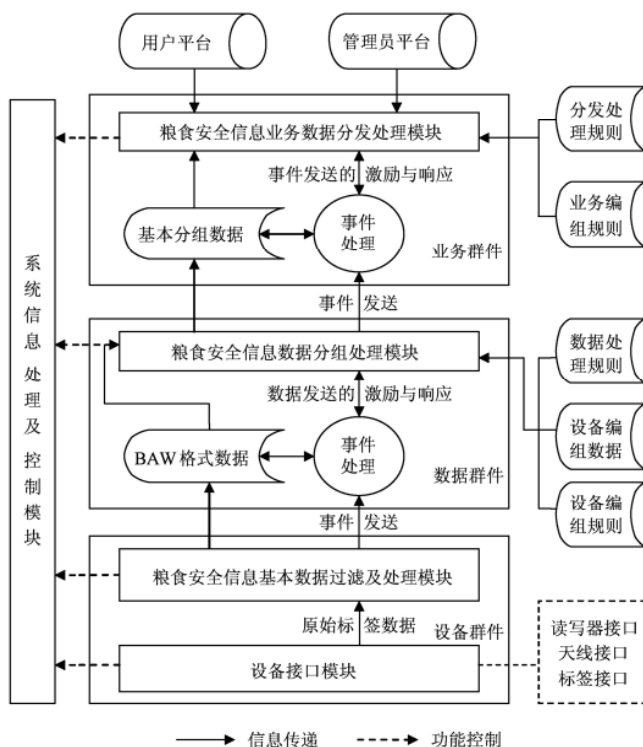 用户平台
管理员平台
分发处
理规则
粮食安全信息业务数据分发处理模块
事件发送的 激励与响应
业务编
组规则
基本分组数据
事件
处理
业务群件
系统信息 处理及 控制模块
事件 发送
数据处
理规则
粮食安全信息数据分组处理模块
数据发送的 激励与响应
设备编
组数据
BAW 格式数据
事件
处理
数据群件
设备编
组规则
事件 发送
粮食安全信息基本数据过滤及处理模块
原始标 签数据
设备群件
设备接口模块
读写器接口
天线接口
标签接口
信息传递
功能控制